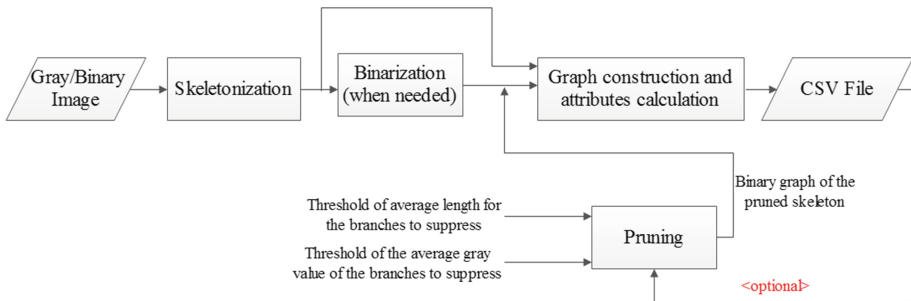 Gray/Binary
Image
Skeletonization
Binarization
(when needed)
Graph construction and
attributes calculation
CSV File
Binary graph of the
pruned skeleton
Threshold of average length for
the branches to suppress
Threshold of the average gray
value of the branches to suppress
Pruning
<optional>